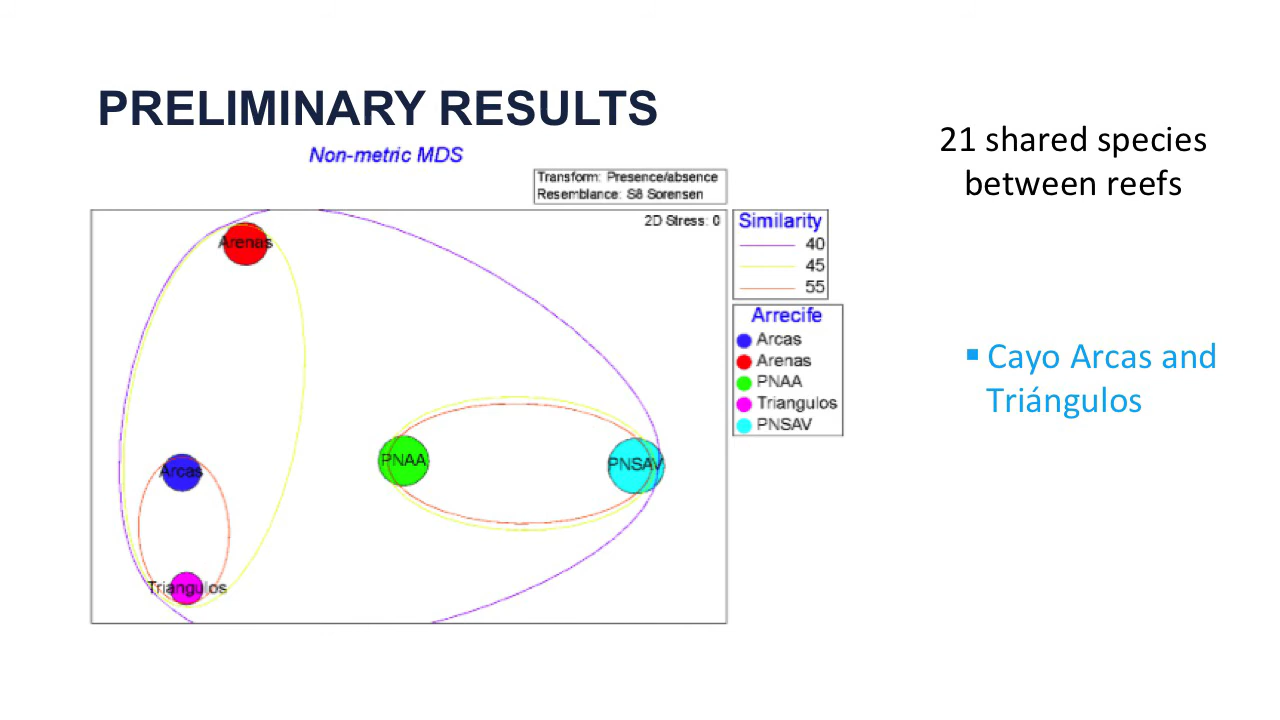 PRELIMINARY RESULTS
Non-metric MDS
Transform: Presence/absence
Resemblance: S8 Sorensen
2D Stress: 0
Similarity
40
45
55
Arrecife
Arcas
Arenas
PNAA
Triangulos
PNSAV
Arenas
Arcas
Triangulos
PNAA
PNSAV
21 shared species
between reefs
▪ Cayo Arcas and
Triángulos